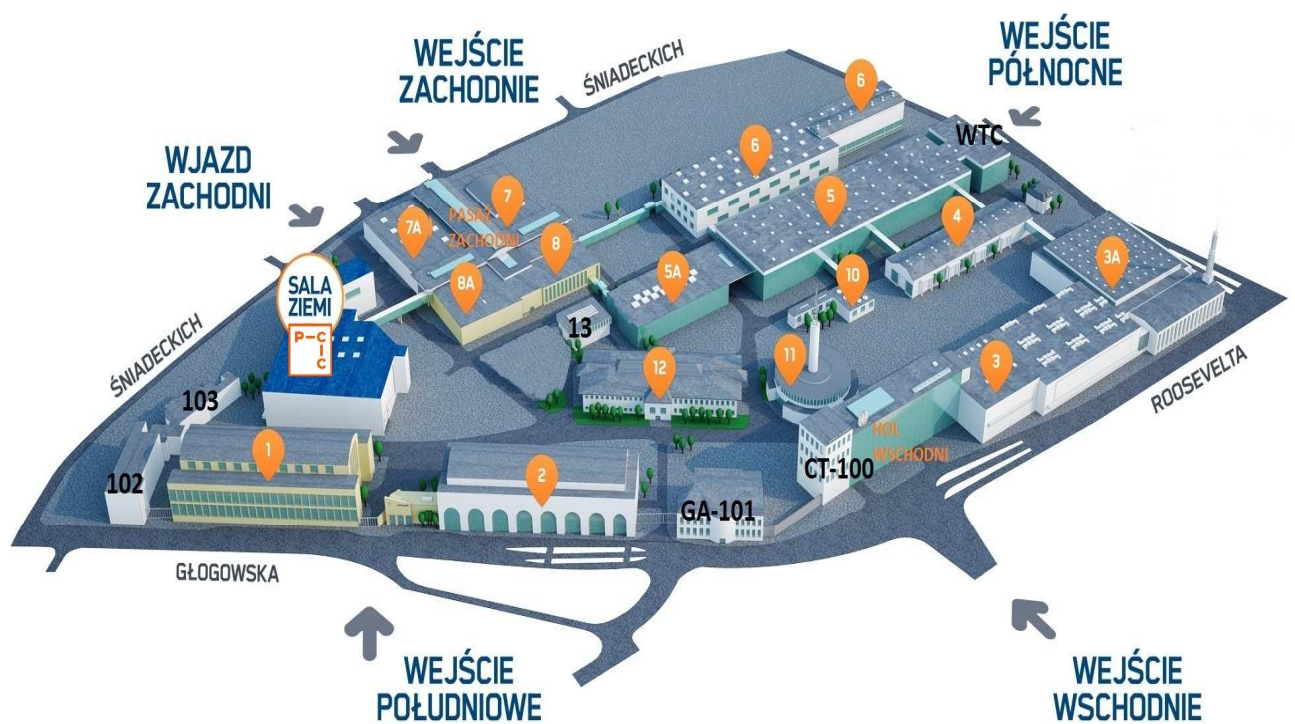 WEJŚCIE
ZACHODNIE
ŚNIADECKICH
WEJŚCIE
PÓŁNOCNE
WJAZD
ZACHODNI
6
6
WTC
7
PASAŻ
ZACHODNI
7A
5
4
8
3A
8A
5A
10
SALA
ZIEMI
P–C
I
C
13
ŚNIADECKICH
11
12
3
ROOSEVELTA
103
HOL
WSCHODNI
1
CT-100
102
2
GA-101
GŁOGOWSKA
WEJŚCIE
POŁUDNIOWE
WEJŚCIE
WSCHODNIE